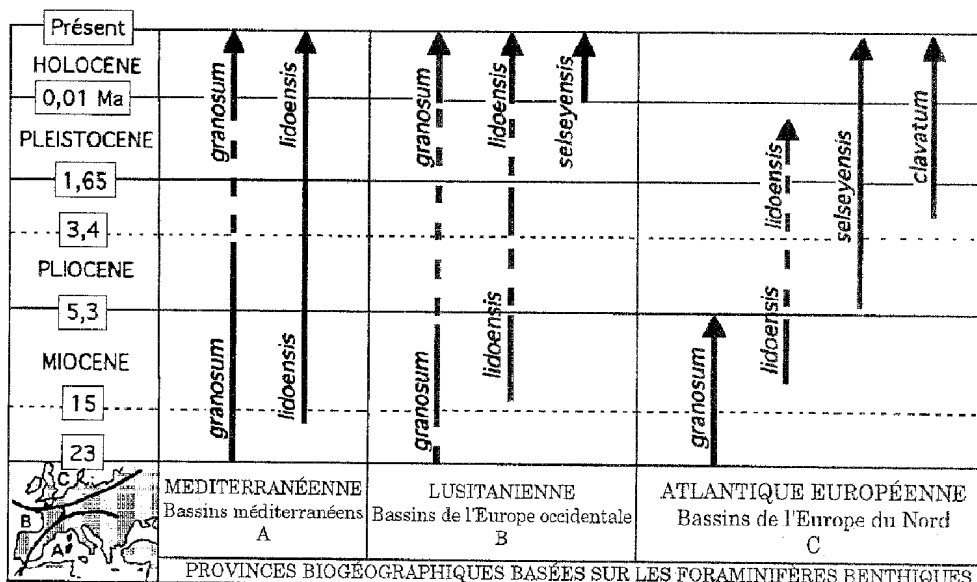 Présent
HOLOCENE
0,01 Ma
PLEISTOCENE
1,65
3,4
PLIOCENE
5,3
MIOCENE
15
23
granosum
lidoensis
granosum
lidoensis
granosum
lidoensis
selseyensis
granosum
lidoensis
lidoensis
selseyensis
clavatum
lidoensis
granosum
C
B
A
MEDITERRANÉENNE
Bassins méditerranéens
A
LUSITANIENNE
Bassins de l'Europe occidentale
B
ATLANTIQUE EUROPÉENNE
Bassins de l'Europe du Nord
C
PROVINCES BIOGÉOGRAPHIQUES BASÉES SUR LES FORAMINIFÈRES BENTHIQUES